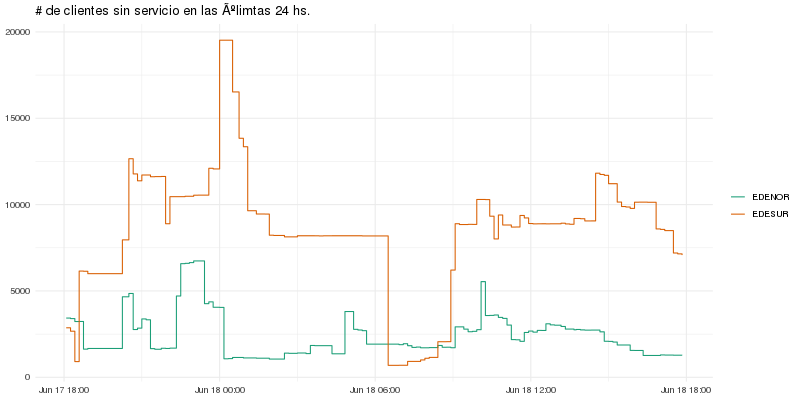 # de clientes sin servicio en las Ãºlimtas 24 hs.
20000
15000
10000
5000
0
Jun 17 18:00 Jun 18 00:00 Jun 18 06:00 Jun 18 12:00 Jun 18 18:00
EDENOR
EDESUR